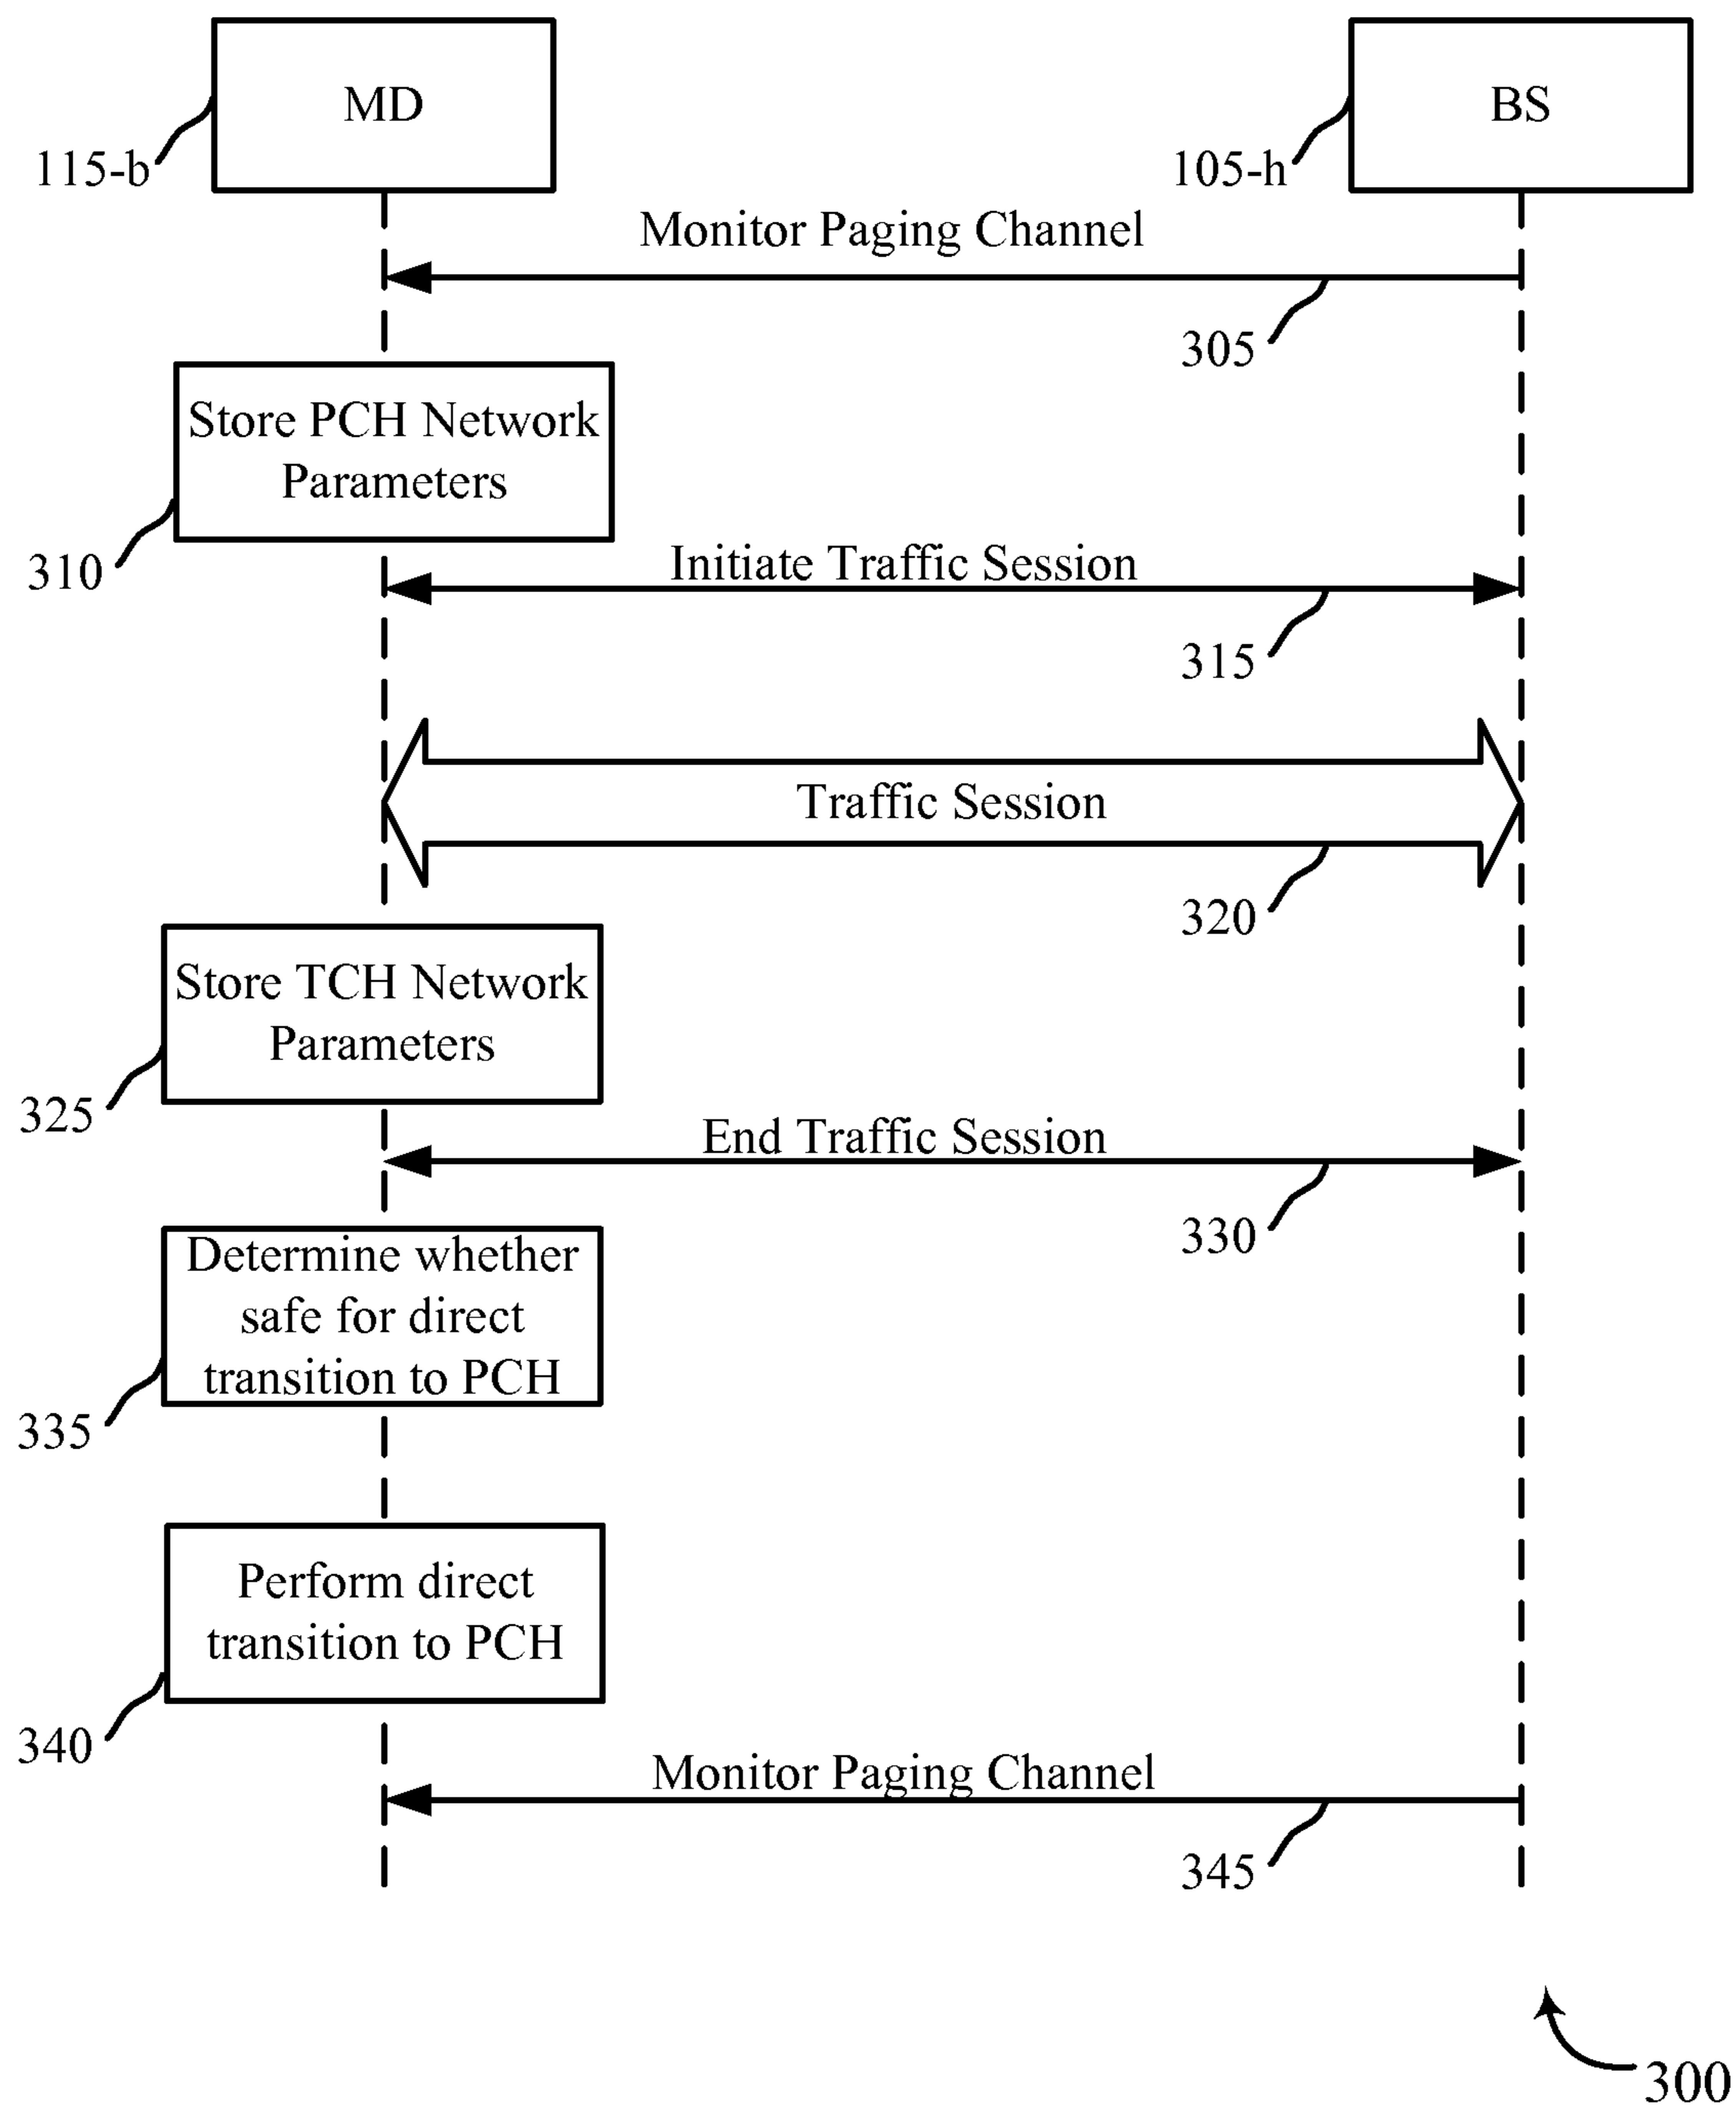 MD
BS
115-b
105-h
Monitor Paging Channel
305
Store PCH Network
Parameters
310
Initiate Traffic Session
315
Traffic Session
320
Store TCH Network
Parameters
325
End Traffic Session
330
Determine whether
safe for direct
transition to PCH
335
Perform direct
transition to PCH
340
Monitor Paging Channel
345
300